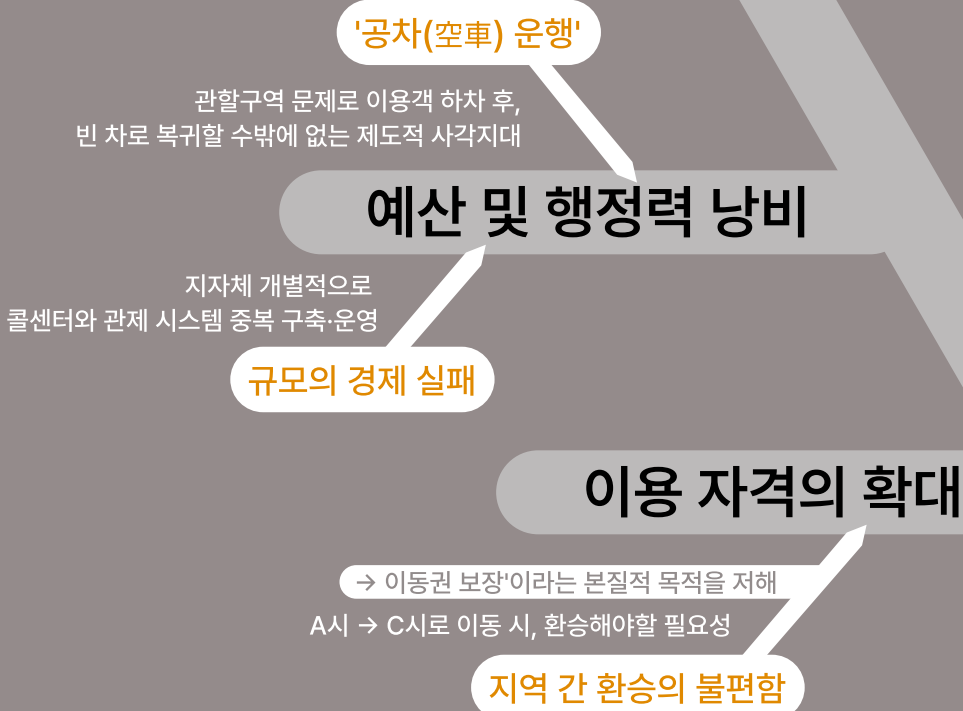 '공차(空車) 운행'
관할구역 문제로 이용객 하차 후,
빈 차로 복귀할 수밖에 없는 제도적 사각지대
예산 및 행정력 낭비
지자체 개별적으로
콜센터와 관제 시스템 중복 구축·운영
규모의 경제 실패
이용 자격의 확대
→ 이동권 보장'이라는 본질적 목적을 저해
A시 → C시로 이동 시, 환승해야할 필요성
지역 간 환승의 불편함